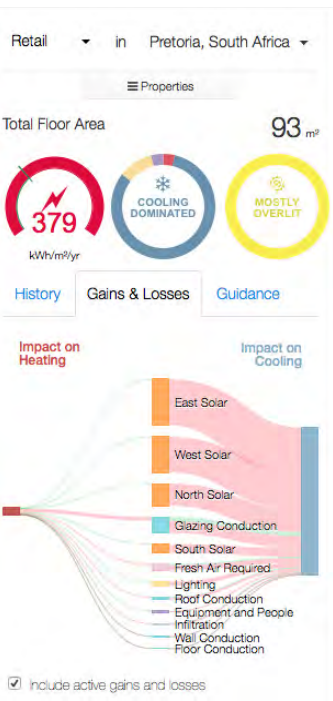 Retail in Pretoria, South Africa
Properties
Total Floor Area 93 m²
379
kWh/m²/yr
COOLING
DOMINATED
MOSTLY
OVERLIT
History Gains & Losses Guidance
Impact on
Heating
Impact on
Cooling
East Solar
West Solar
North Solar
Glazing Conduction
South Solar
Fresh Air Required
Lighting
Roof Conduction
Equipment and People
Infiltration
Wall Conduction
Floor Conduction
Include active gains and losses